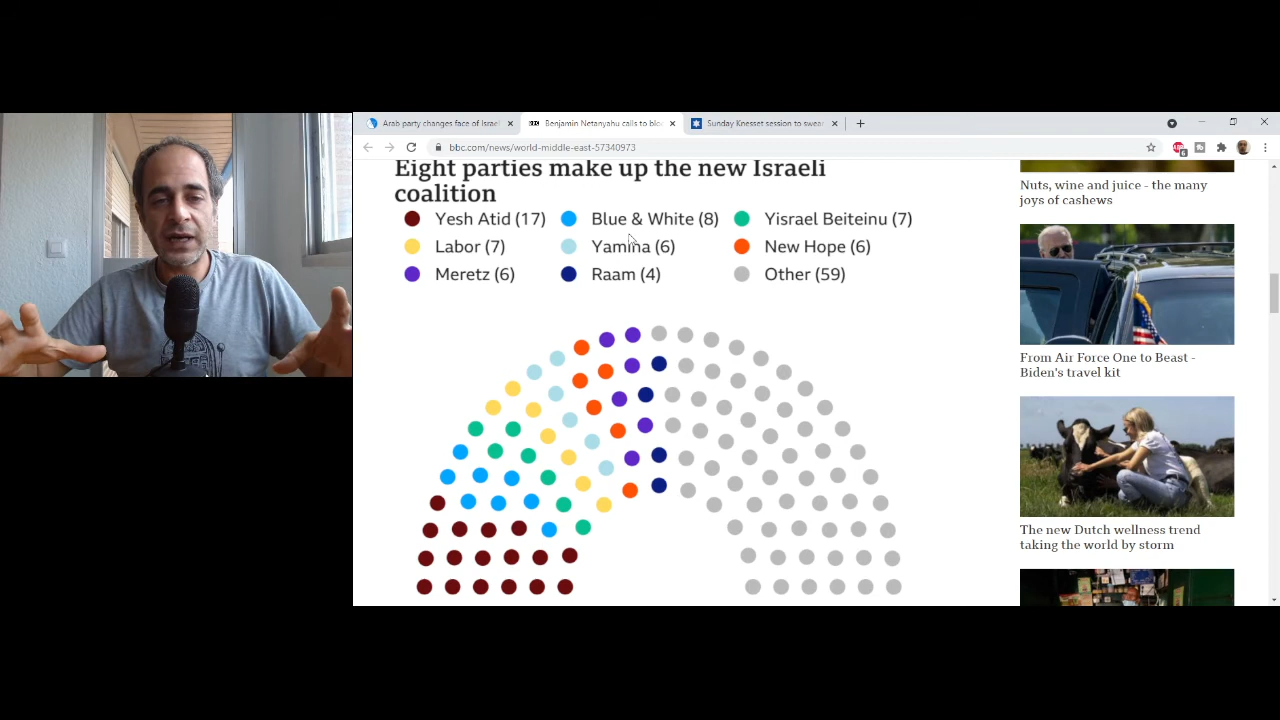 Arab party changes face of Israe
Benjamin Netanyahu calls to blo
Sunday Knesset session to swear
bbc.com/news/world-middle-east-57340973
6
Eight parties make up the new Israeli
coalition
Yesh Atid (17)
Blue & White (8)
Yisrael Beiteinu (7)
Labor (7)
Yamina (6)
New Hope (6)
Meretz (6)
Raam (4)
Other (59)
Nuts, wine and juice - the many
joys of cashews
From Air Force One to Beast -
Biden's travel kit
The new Dutch wellness trend
taking the world by storm